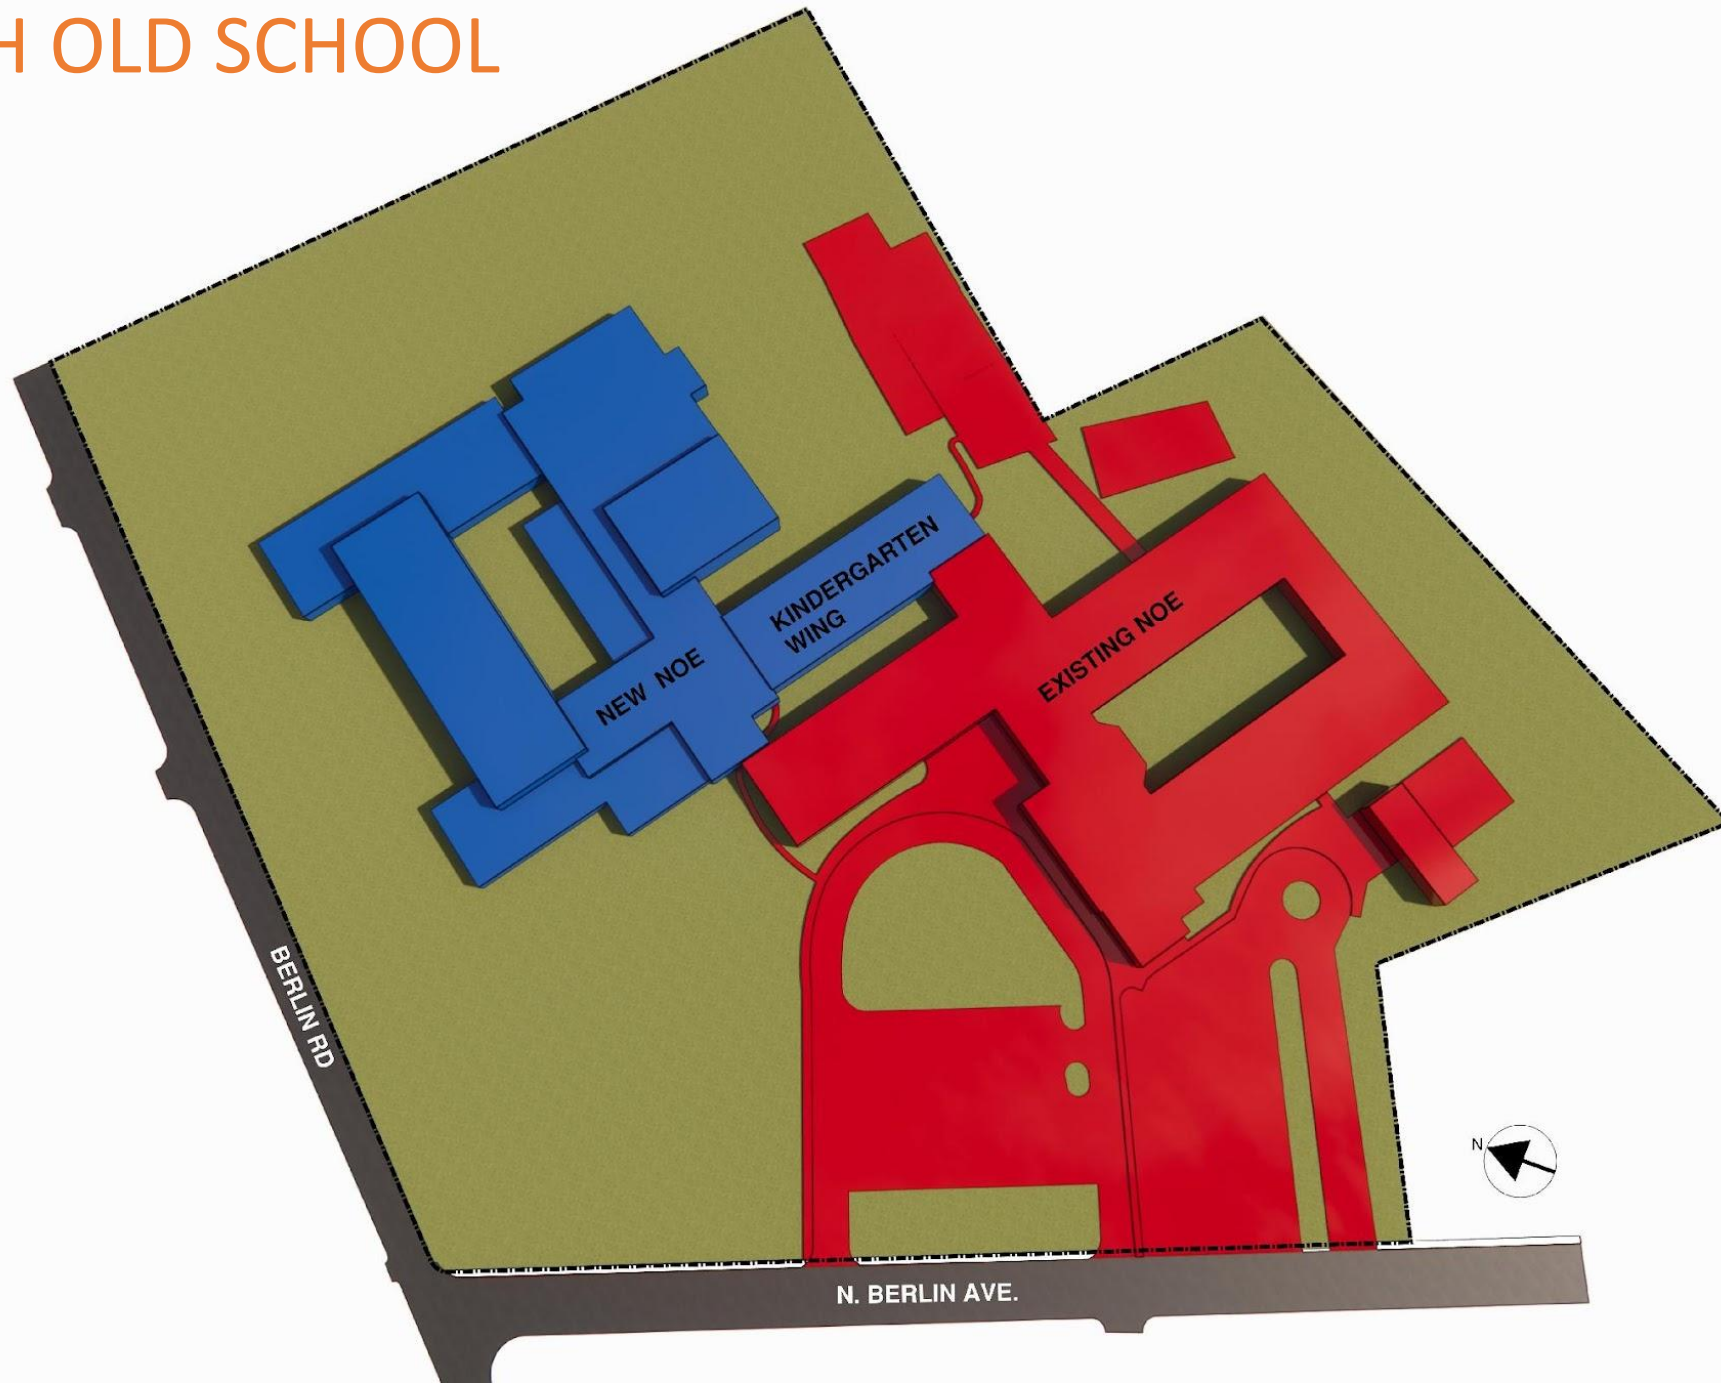 H OLD SCHOOL
KINDERGARTEN
WING
EXISTING NOE
NEW NOE
BERLIN RD
N
N. BERLIN AVE.